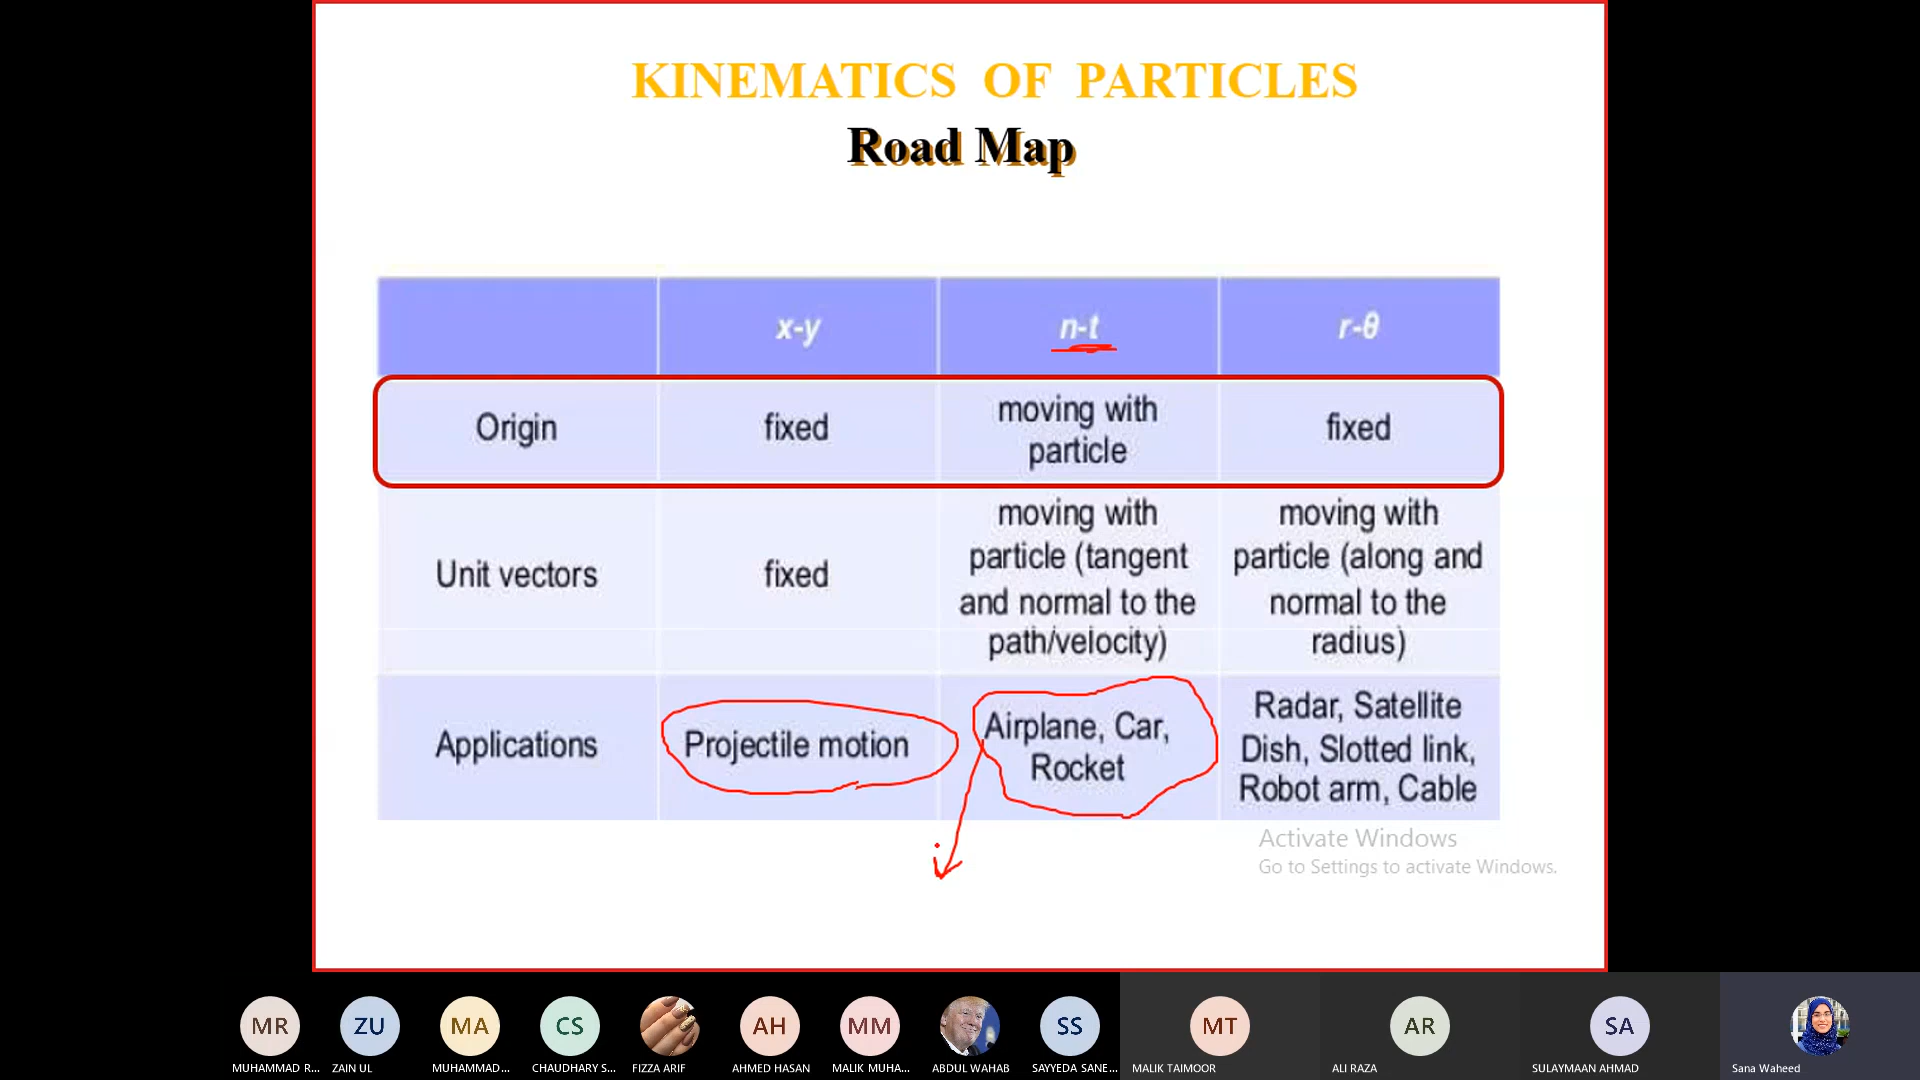 KINEMATICS OF PARTICLES
Road Map
x-y
n-t
r-θ
Origin
fixed
moving with
particle
fixed
Unit vectors
fixed
moving with
particle (tangent
and normal to the
path/velocity)
moving with
particle (along and
normal to the
radius)
Applications
Projectile motion
Airplane, Car,
Rocket
Radar, Satellite
Dish, Slotted link,
Robot arm, Cable
Activate Windows
Go to Settings to activate Windows.
MR
ZU
MA
CS
AH
MM
SS
MT
AR
SA
MUHAMMAD R...
ZAIN UL
MUHAMMAD...
CHAUDHARY S...
FIZZA ARIF
AHMED HASAN
MALIK MUHA...
ABDUL WAHAB
SAYYEDA SANE...
MALIK TAIMOOR
ALI RAZA
SULAYMAAN AHMAD
Sana Waheed